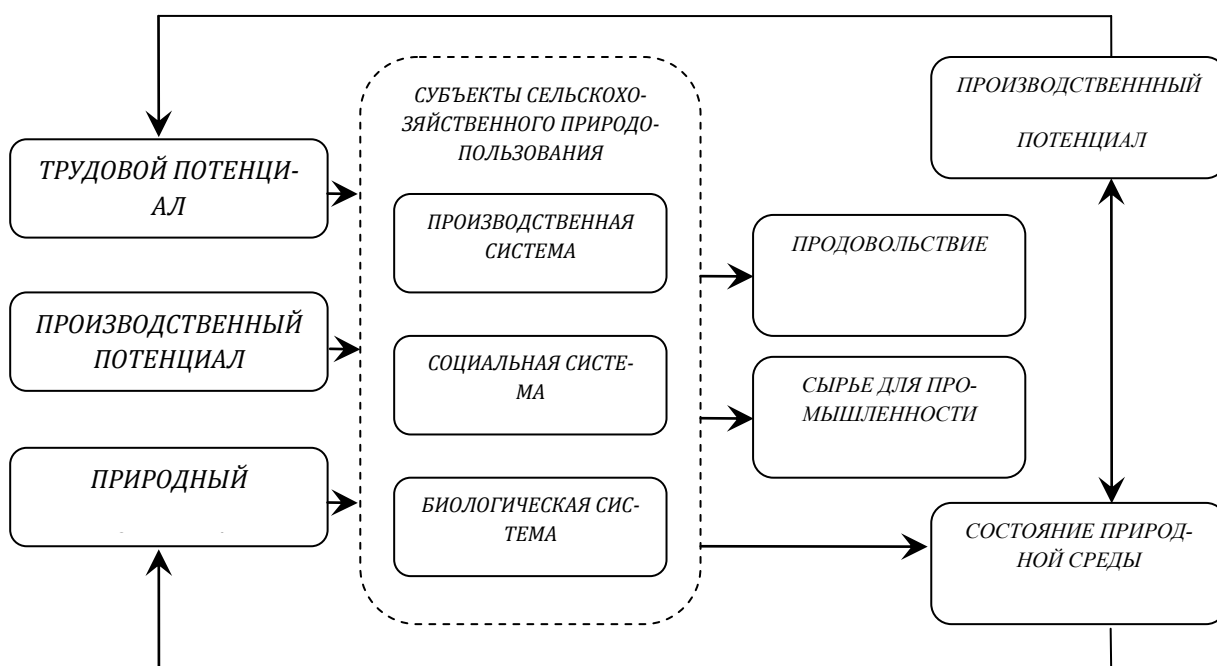 ТРУДОВОЙ ПОТЕНЦИ-
АЛ
ПРОИЗВОДСТВЕННЫЙ
ПОТЕНЦИАЛ
ПРИРОДНЫЙ
СУБЪЕКТЫ СЕЛЬСКОХО-
ЗЯЙСТВЕННОГО ПРИРОДО-
ПОЛЬЗОВАНИЯ
ПРОИЗВОДСТВЕННАЯ
СИСТЕМА
СОЦИАЛЬНАЯ СИСТЕ-
МА
БИОЛОГИЧЕСКАЯ СИС-
ТЕМА
ПРОДОВОЛЬСТВИЕ
СЫРЬЕ ДЛЯ ПРО-
МЫШЛЕННОСТИ
ПРОИЗВОДСТВЕНННЫЙ
ПОТЕНЦИАЛ
СОСТОЯНИЕ ПРИРОД-
НОЙ СРЕДЫ